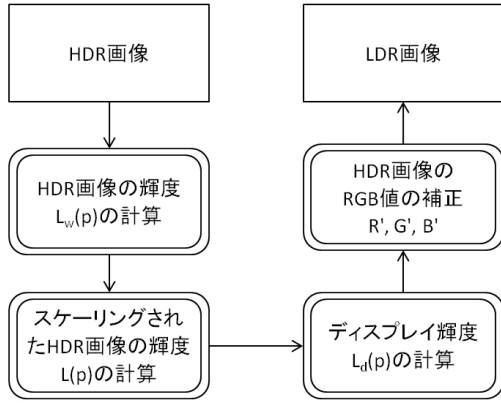 HDR画像
HDR画像の輝度
Lw(p)の計算
スケーリングされ
たHDR画像の輝度
L(p)の計算
ディスプレイ輝度
Ld(p)の計算
HDR画像の
RGB値の補正
R', G', B'
LDR画像